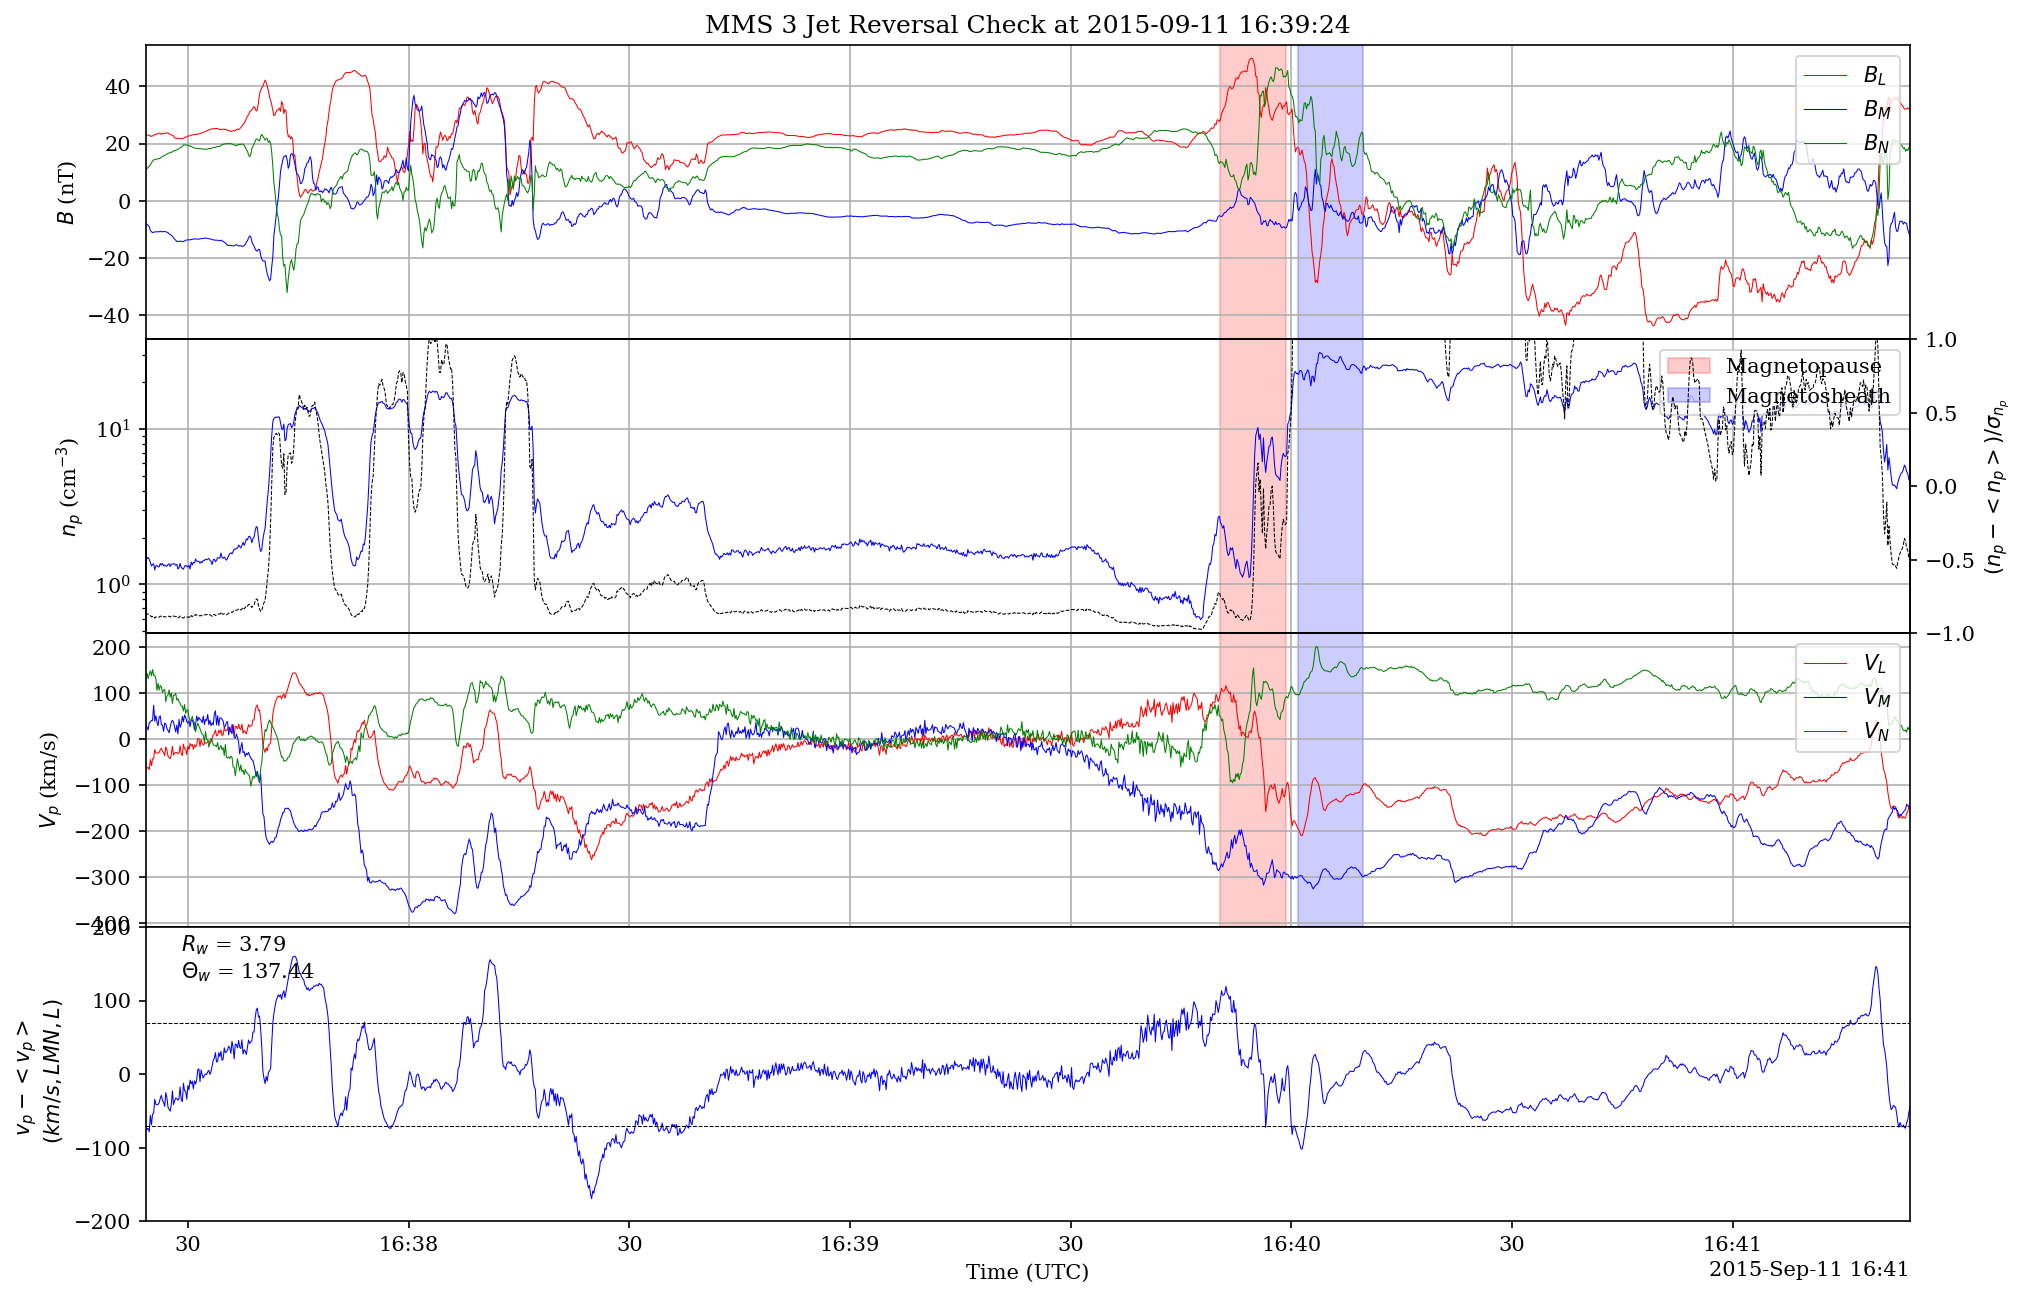 MMS 3 Jet Reversal Check at 2015-09-11 16:39:24
B (nT)
40
20
0
−20
−40
B_L
B_M
B_N
n_p (cm^{−3})
10^1
10^0
1.0
0.5
0.0
−0.5
−1.0
(n_p − < n_p >)/σ_{n_p}
Magnetopause
Magnetosheath
V_p (km/s)
200
100
0
−100
−200
−300
−400
V_L
V_M
V_N
v_p − < v_p >
(km/s, LMN, L)
200
100
0
−100
−200
R_w = 3.79
Θ_w = 137.44
30 16:38 30 16:39 30 16:40 30 16:41
Time (UTC)
2015-Sep-11 16:41